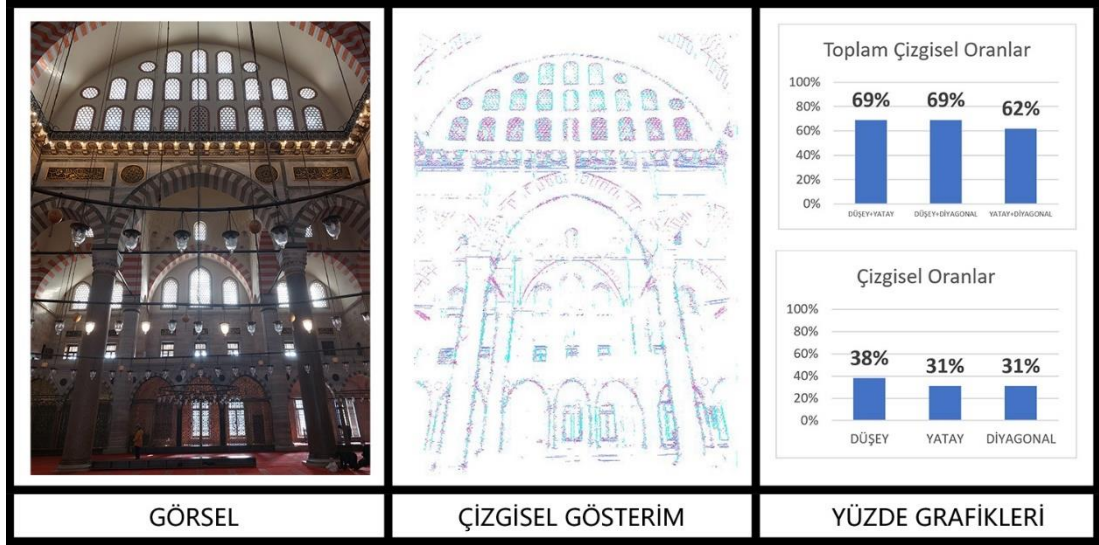 Toplam Çizgisel Oranlar
100%
80%
60%
40%
20%
0%
69%
69%
62%
DÜŞEY+YATAY
DÜŞEY+DİYAGONAL
YATAY+DİYAGONAL
Çizgisel Oranlar
100%
80%
60%
40%
20%
0%
38%
31%
31%
DÜŞEY
YATAY
DİYAGONAL
GÖRSEL
ÇİZGİSEL GÖSTERİM
YÜZDE GRAFİKLERİ